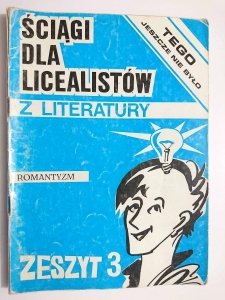 ŚCIĄGI DLA
LICEALISTÓW
Z LITERATURY
TEGO
JESZCZE NIE BYŁO
ROMANTYZM
ZESZYT 3